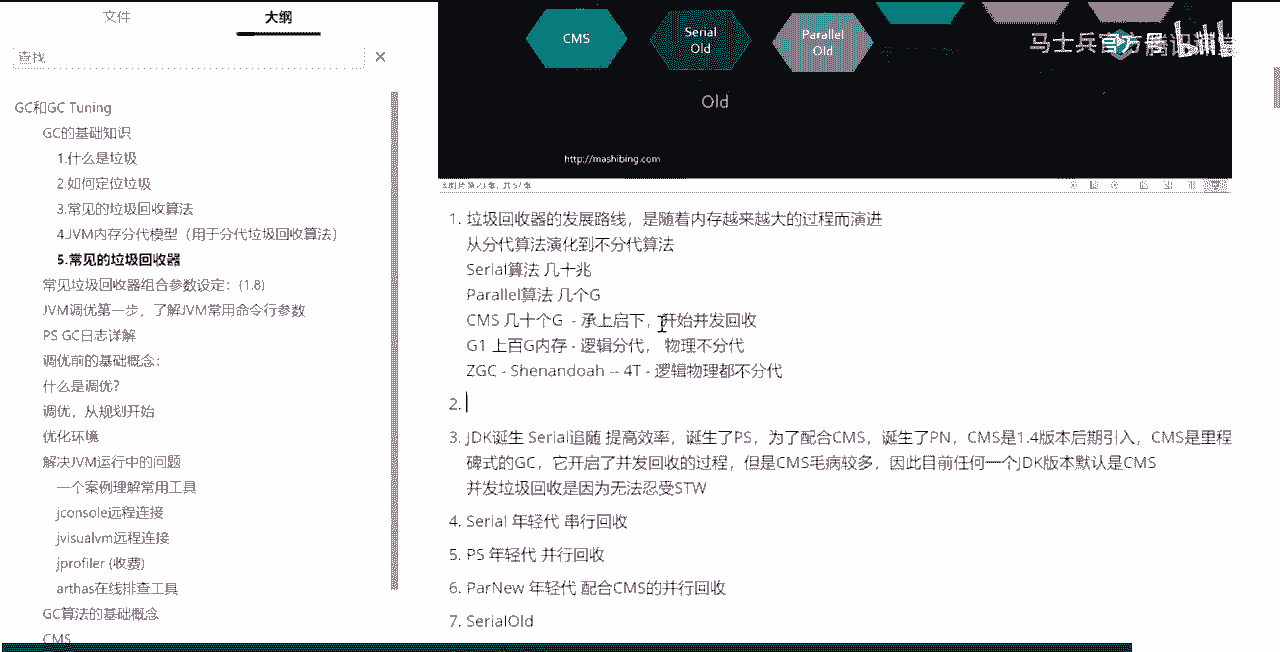 文件
大纲
查找
GC和GC Tuning
GC的基础知识
1.什么是垃圾
2.如何定位垃圾
3.常见的垃圾回收算法
4.JVM内存分代模型（用于分代垃圾回收算法）
5.常见的垃圾回收器
常见垃圾回收器组合参数设定：(1.8)
JVM调优第一步，了解JVM常用命令行参数
PS GC日志详解
调优前的基础概念：
什么是调优？
调优，从规划开始
优化环境
解决JVM运行中的问题
一个案例理解常用工具
jconsole远程连接
jvisualvm远程连接
jprofiler (收费)
arthas在线排查工具
GC算法的基础概念
CMS
CMS
Serial
Old
Parallel
Old
马士兵官方
Old
http://mashibing.com
1. 垃圾回收器的发展路线，是随着内存越来越大的过程而演进
从分代算法演化到不分代算法
Serial算法 几十兆
Parallel算法 几个G
CMS 几十个G - 承上启下，开始并发回收
G1 上百G内存 - 逻辑分代， 物理不分代
ZGC - Shenandoah - 4T - 逻辑物理都不分代
2.
3. JDK诞生 Serial追随 提高效率，诞生了PS，为了配合CMS，诞生了PN，CMS是1.4版本后期引入，CMS是里程
碑式的GC，它开启了并发回收的过程，但是CMS毛病较多，因此目前任何一个JDK版本默认是CMS
并发垃圾回收是因为无法忍受STW
4. Serial 年轻代 串行回收
5. PS 年轻代 并行回收
6. ParNew 年轻代 配合CMS的并行回收
7. SerialOld